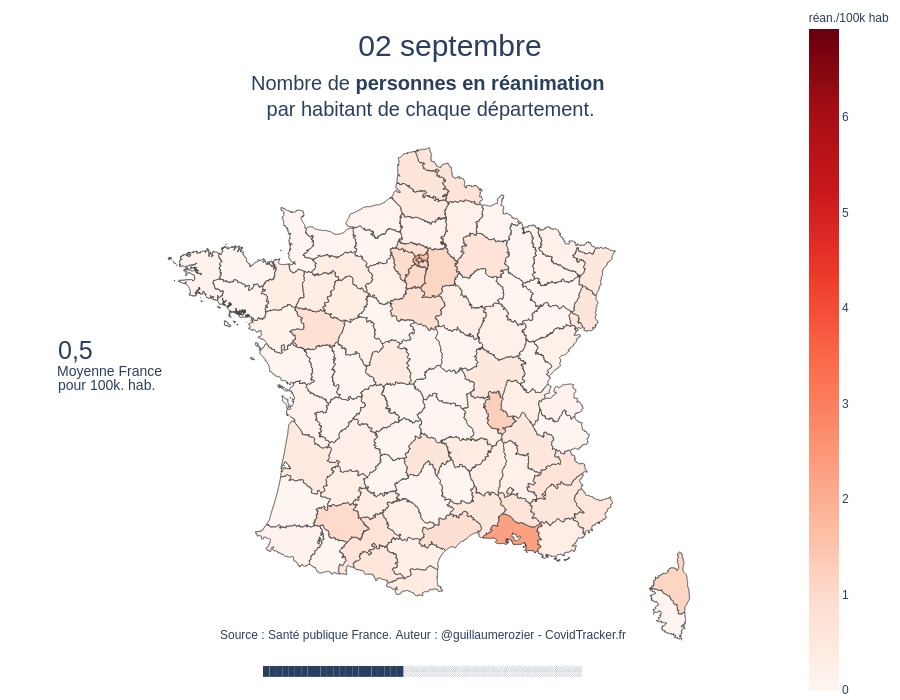 réan./100k hab
02 septembre
Nombre de personnes en réanimation
par habitant de chaque département.
6
5
4
3
2
1
0
0,5
Moyenne France
pour 100k. hab.
Source : Santé publique France. Auteur : @guillaumerozier - CovidTracker.fr